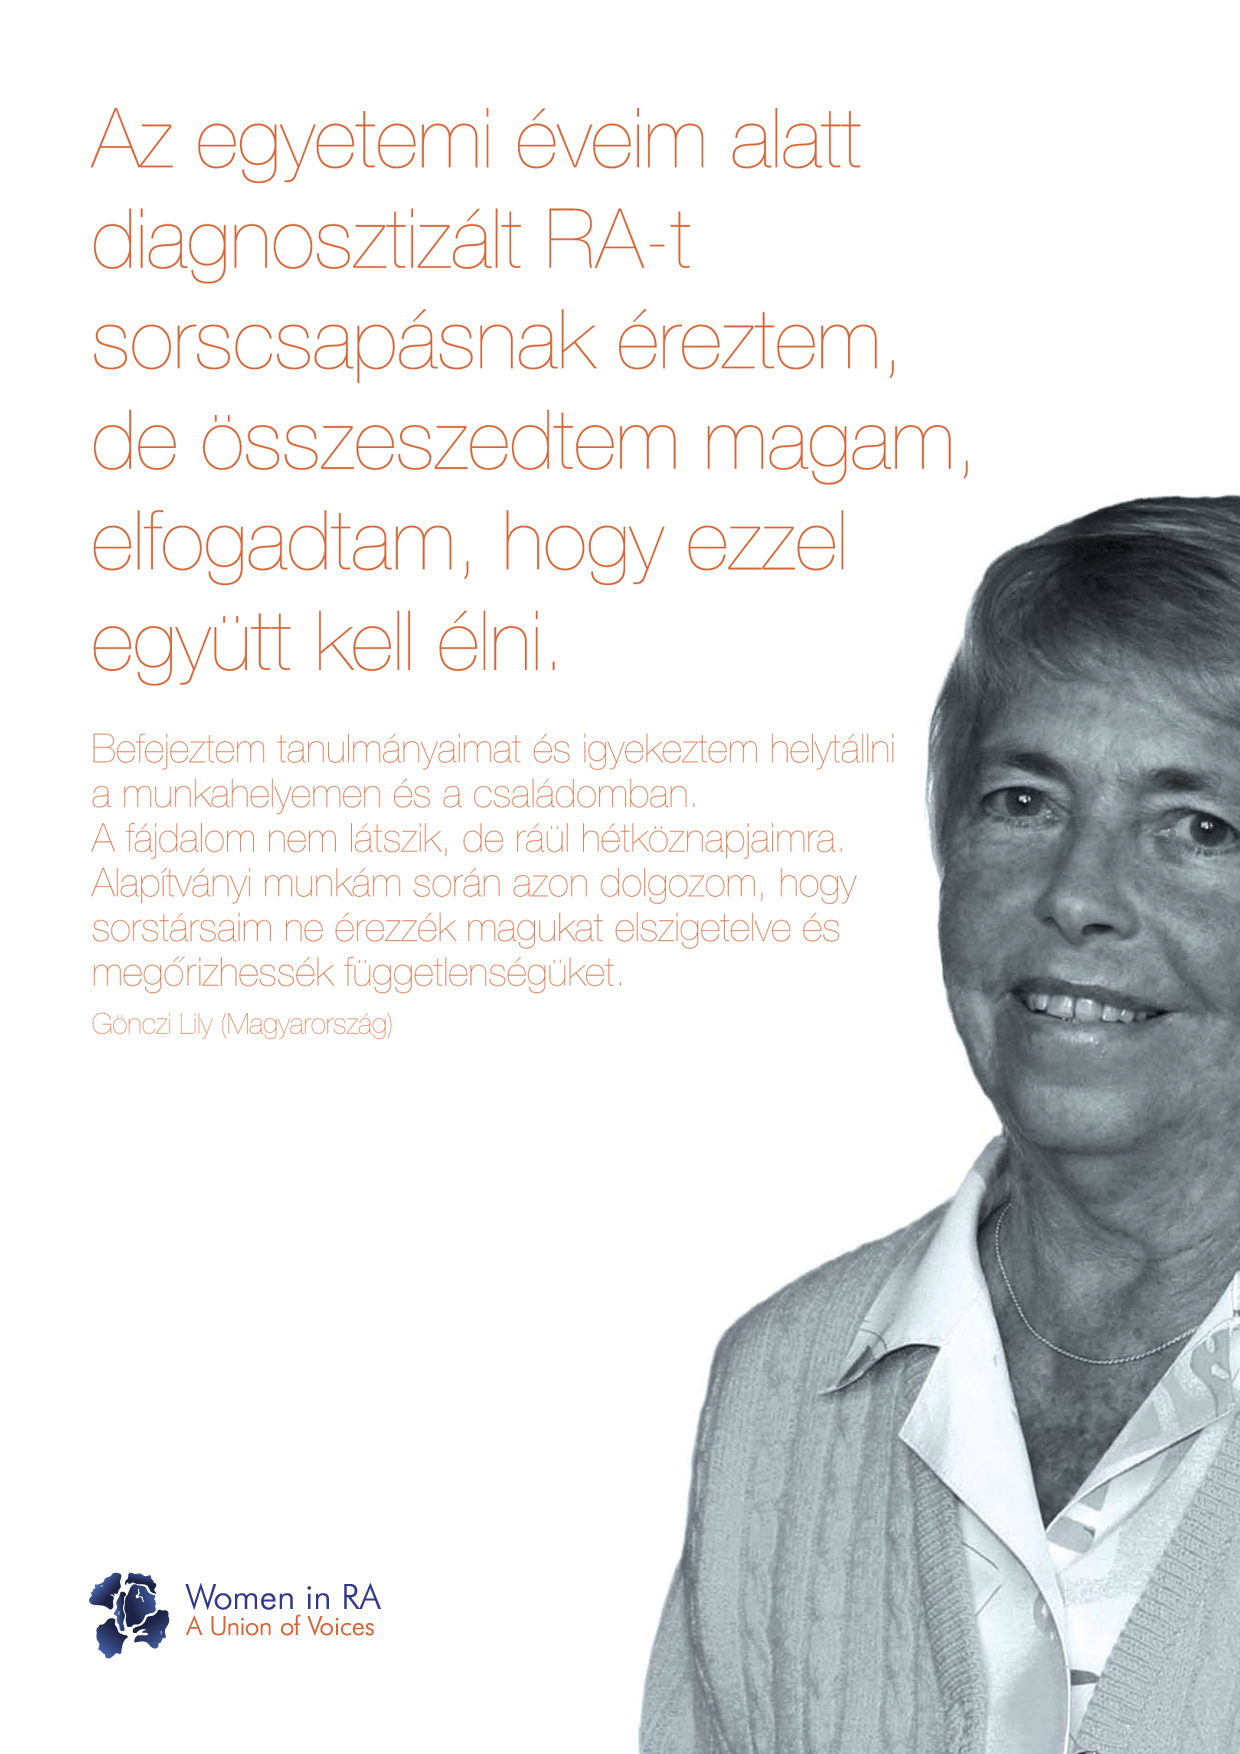 Az egyetemi éveim alatt
diagnosztizált RA-t
sorscsapásnak éreztem,
de összeszedtem magam,
elfogadtam, hogy ezzel
együtt kell élni.
Befejeztem tanulmányaimat és igyekeztem helytállni
a munkahelyemen és a családomban.
A fájdalom nem látszik, de ráül hétköznapjaimra.
Alapítványi munkám során azon dolgozom, hogy
sorstársaim ne érezzék magukat elszigetelve és
megőrizhessék függetlenségüket.
Gönczi Lily (Magyarország)
Women in RA
A Union of Voices